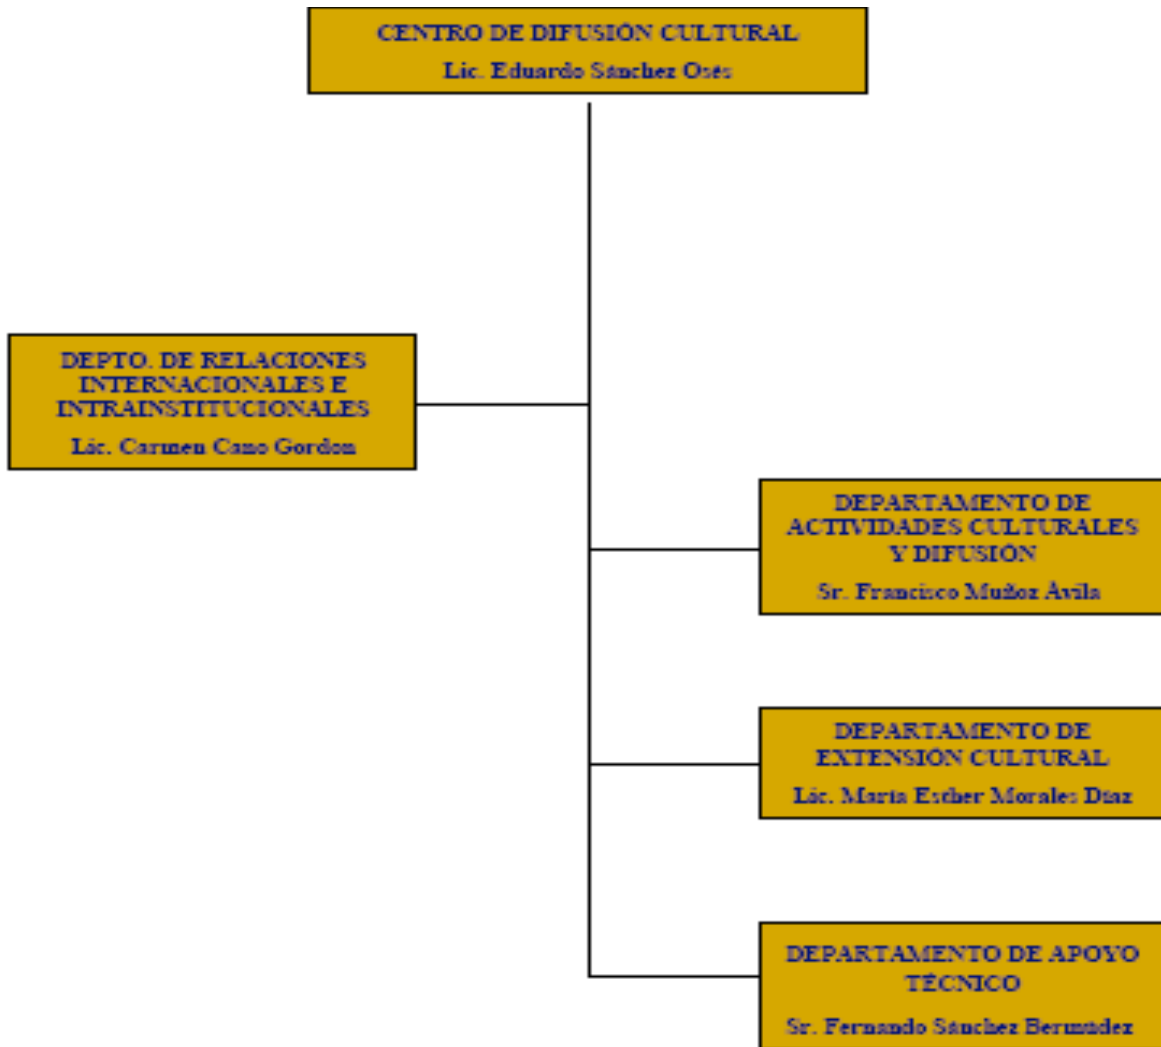 CENTRO DE DIFUSIÓN CULTURAL
Lic. Eduardo Sánchez Osés
DEPTO. DE RELACIONES
INTERNACIONALES E
INTRAINSTITUCIONALES
Lic. Carmen Cano Gordon
DEPARTAMENTO DE
ACTIVIDADES CULTURALES
Y DIFUSIÓN
Sr. Francisco Muñoz Ávila
DEPARTAMENTO DE
EXTENSIÓN CULTURAL
Lic. María Esther Morales Díaz
DEPARTAMENTO DE APOYO
TÉCNICO
Sr. Fernando Sánchez Bermúdez